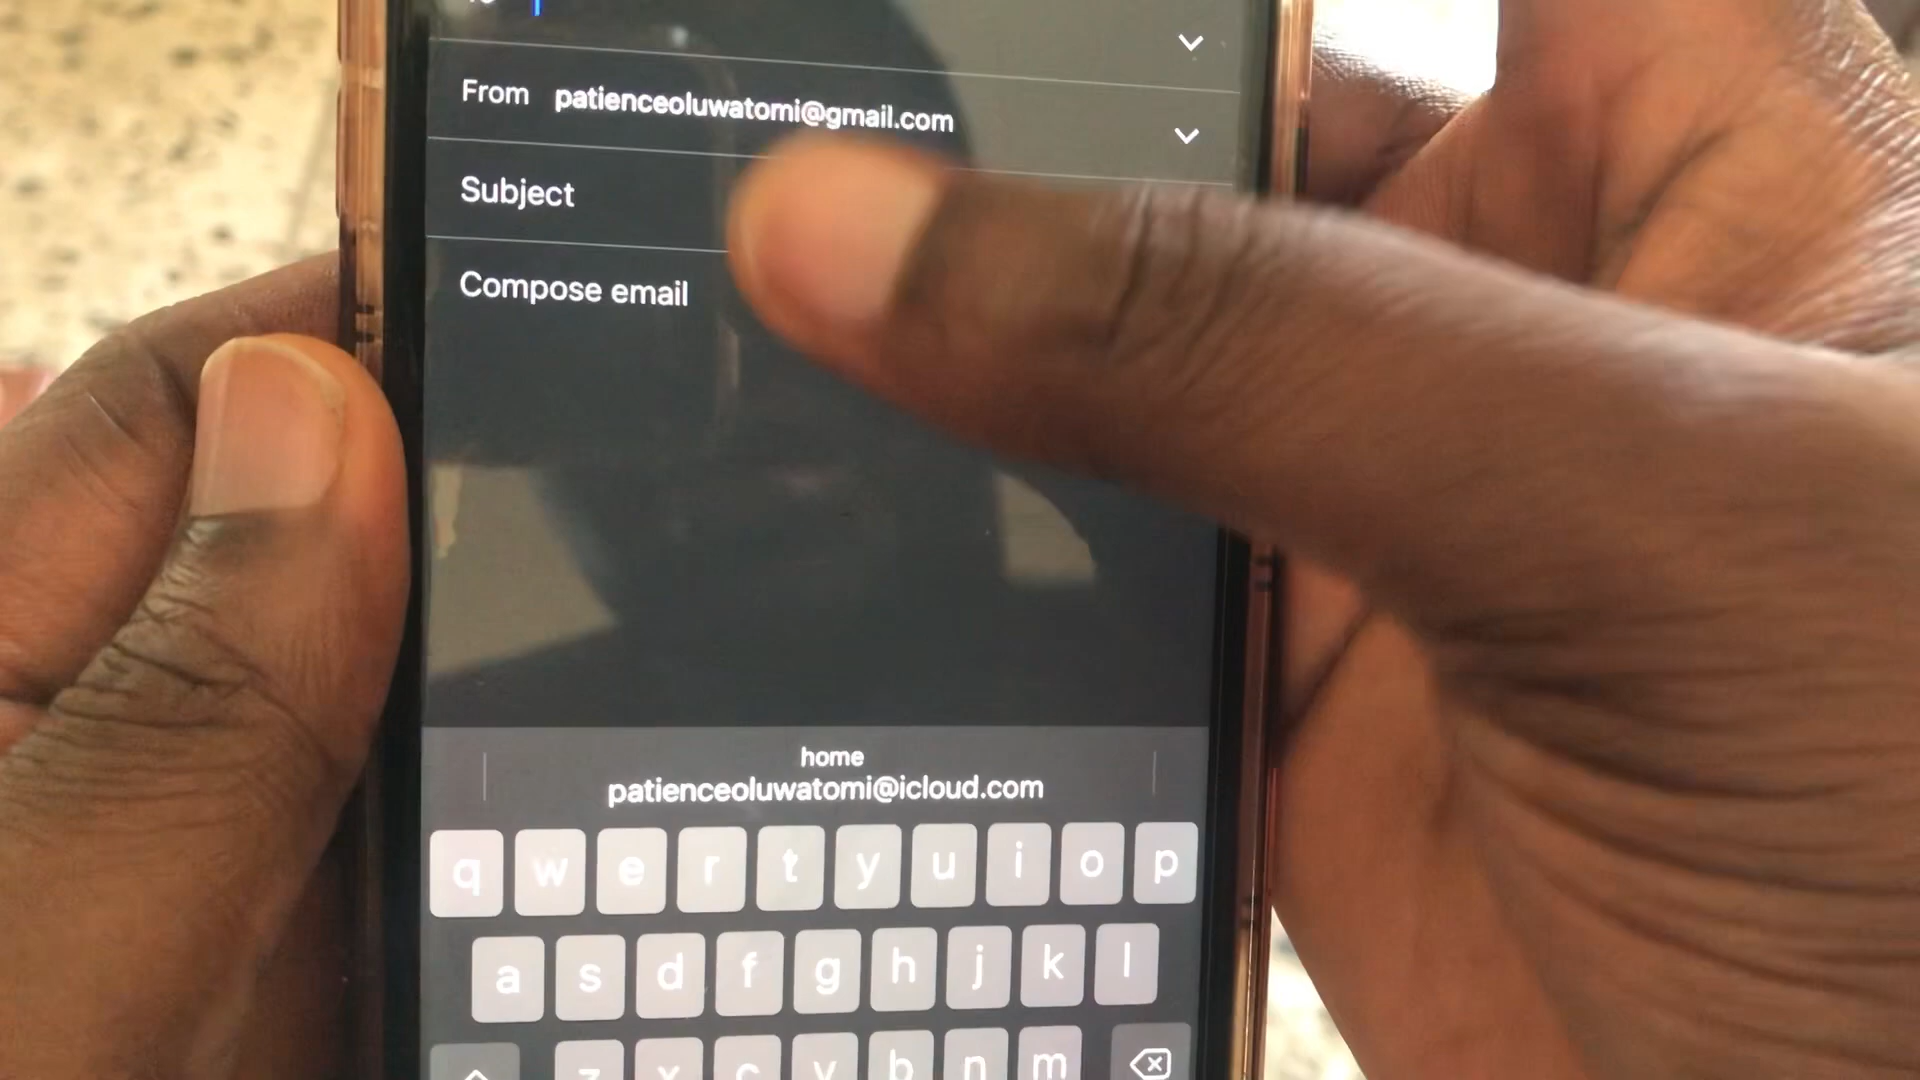 From patienceoluwatomi@gmail.com
Subject
Compose email
home
patienceoluwatomi@icloud.com
q w e r t y u i o p
a s d f g h j k l
z x c v b n m